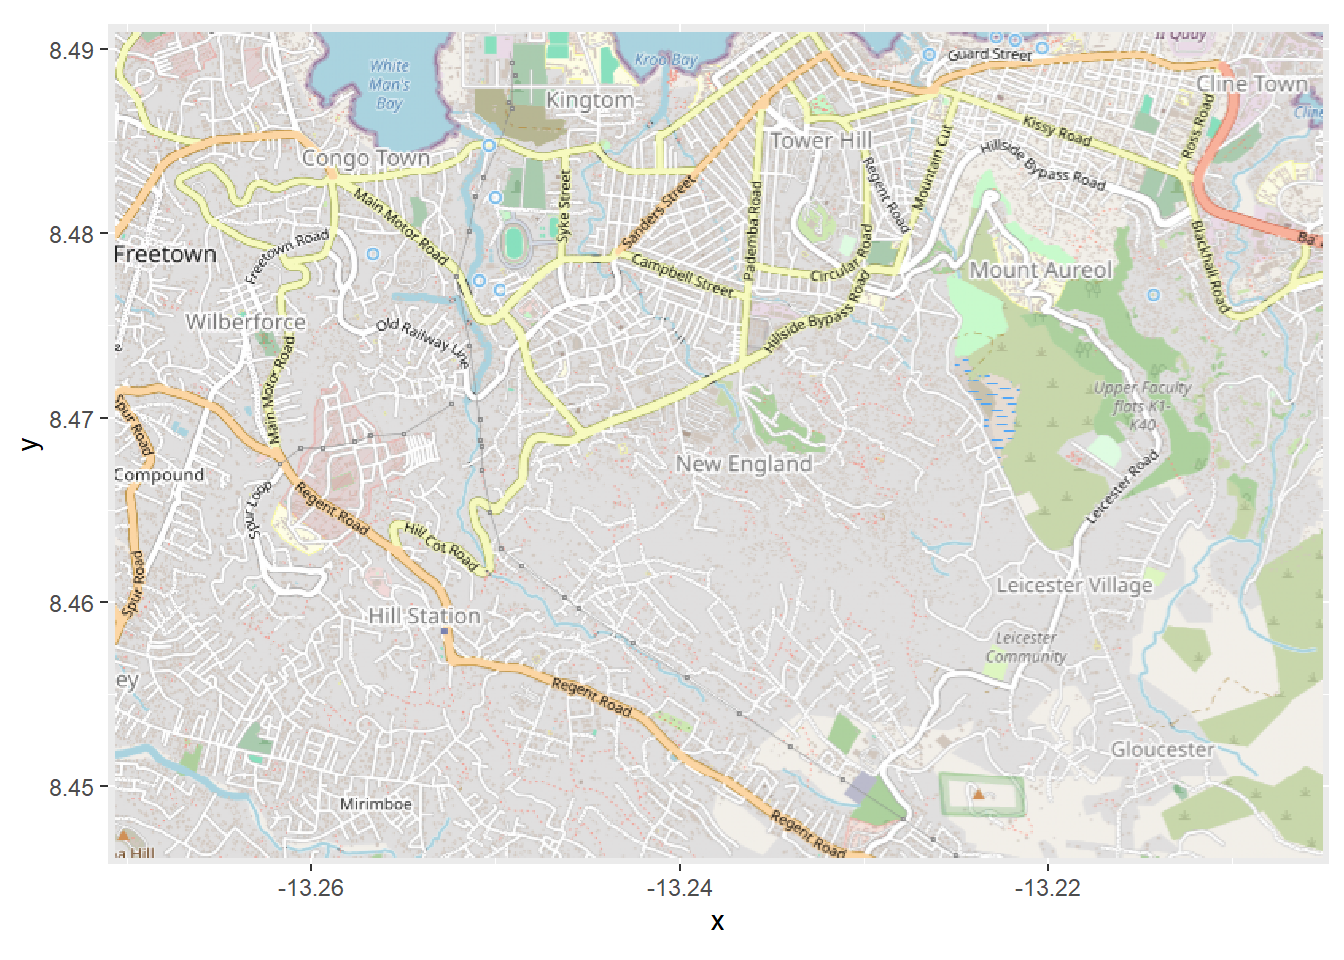 8.49
8.48
8.47
8.46
8.45
y
-13.26
-13.24
-13.22
x
White
Man's
Bay
Kroo Bay
Guard Street
Kingtom
Cline Town
Congo Town
Tower Hill
Kissy Road
Ross Road
Hillside Bypass Road
Mountain Cut
Regent Road
Main Motor Road
Syke Street
Sanders Street
Pademba Road
Freetown
Freetown Road
Campbell Street
Circular Road
Mount Aureol
Blackhall Road
Wilberforce
Old Railway Line
Hillside Bypass Road
Main Motor Road
Upper Faculty
flats K1-
K40
Spur Road
New England
Compound
Leicester Road
Spur Loop
Regent Road
Hill Cot Road
Spur Road
Leicester Village
Hill Station
Leicester
Community
ey
Regent Road
Gloucester
Mirimboe
Regent Road
a Hill